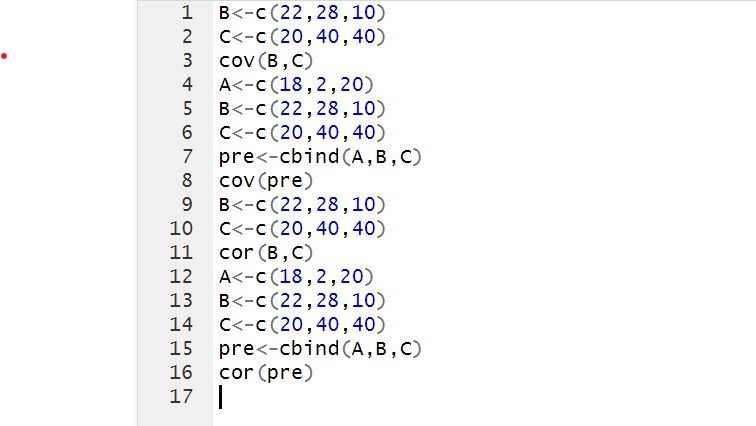 1 B<-c(22,28,10)
2 C<-c(20,40,40)
3 cov(B,C)
4 A<-c(18,2,20)
5 B<-c(22,28,10)
6 C<-c(20,40,40)
7 pre<-cbind(A,B,C)
8 cov(pre)
9 B<-c(22,28,10)
10 C<-c(20,40,40)
11 cor(B,C)
12 A<-c(18,2,20)
13 B<-c(22,28,10)
14 C<-c(20,40,40)
15 pre<-cbind(A,B,C)
16 cor(pre)
17